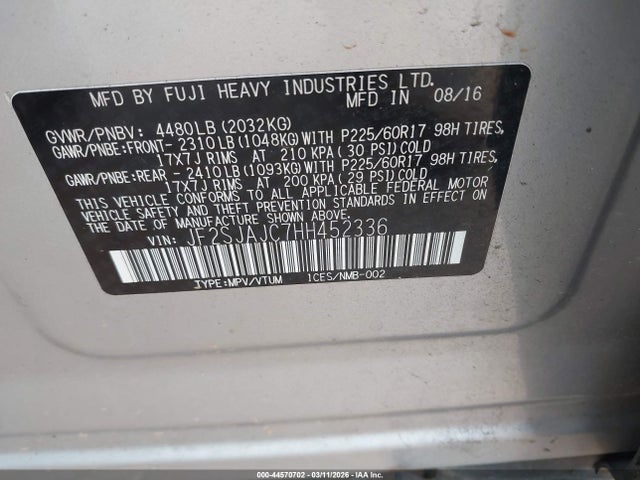 MFD BY FUJI HEAVY INDUSTRIES LTD.
MFD IN 08/16
GVWR/PNBV: 4480LB(2032KG)
GAWR/PNBE:FRONT- 2310LB(1048KG)WITH P225/60R17 98H TIRES,
17X7J RIMS AT 210 KPA(30 PSI)COLD
GAWR/PNBE:REAR - 2410LB(1093KG)WITH P225/60R17 98H TIRES,
17X7J RIMS AT 200 KPA(29 PSI)COLD
THIS VEHICLE CONFORMS TO ALL APPLICABLE FEDERAL MOTOR
VEHICLE SAFETY AND BUMPER STANDARDS IN EFFECT ON
THE DATE OF MANUFACTURE SHOWN ABOVE.
VIN: JF2SJAJC7HH452336
TYPE:MPV/VTUM 1CES/NMB-002
000-44570702 - 03/11/2026 - IAA Corp.